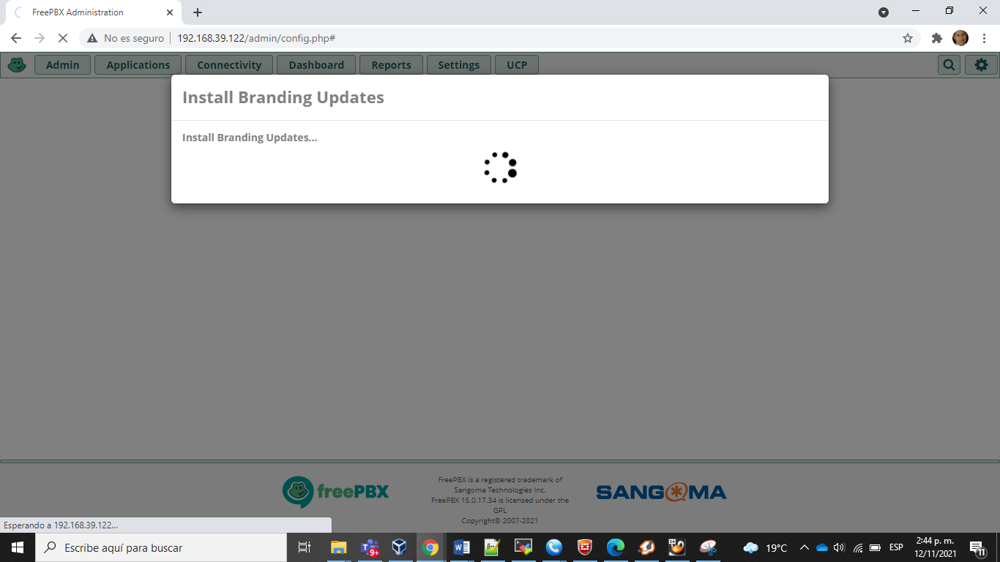 FreePBX Administration
No es seguro
192.168.39.122/admin/config.php#
Admin
Applications
Connectivity
Dashboard
Reports
Settings
UCP
Install Branding Updates
Install Branding Updates...
freePBX
FreePBX is a registered trademark of
Sangoma Technologies Inc.
FreePBX 15.0.17.34 is licensed under the
GPL
Copyright© 2007-2021
SANGOMA
Esperando a 192.168.39.122...
Escribe aquí para buscar
9+
19°C
ESP
2:44 p. m.
12/11/2021
11